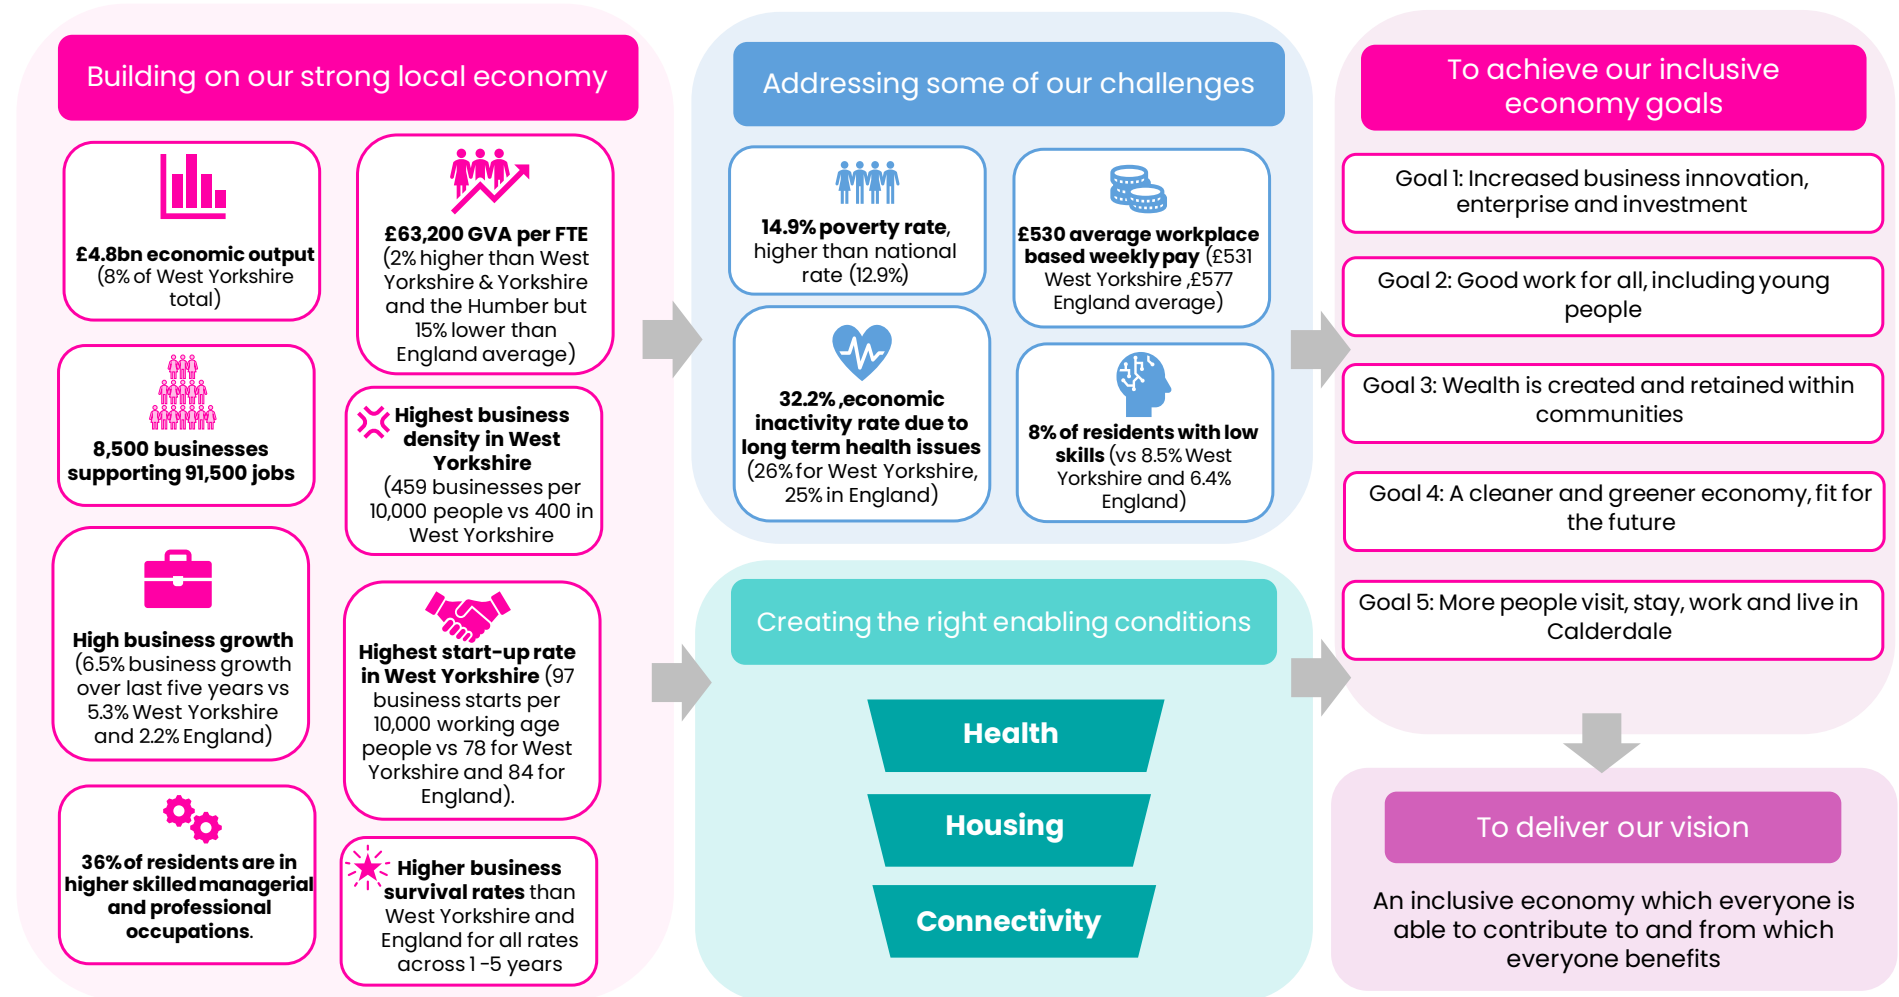 Building on our strong local economy
£4.8bn economic output
(8% of West Yorkshire
total)
£63,200 GVA per FTE
(2% higher than West
Yorkshire & Yorkshire
and the Humber but
15% lower than
England average)
8,500 businesses
supporting 91,500 jobs
Highest business
density in West
Yorkshire
(459 businesses per
10,000 people vs 400 in
West Yorkshire
High business growth
(6.5% business growth
over last five years vs
5.3% West Yorkshire
and 2.2% England)
Highest start-up rate
in West Yorkshire (97
business starts per
10,000 working age
people vs 78 for West
Yorkshire and 84 for
England).
36% of residents are in
higher skilled managerial
and professional
occupations.
Higher business
survival rates than
West Yorkshire and
England for all rates
across 1 -5 years
Addressing some of our challenges
14.9% poverty rate,
higher than national
rate (12.9%)
£530 average workplace
based weekly pay (£531
West Yorkshire ,£577
England average)
32.2% ,economic
inactivity rate due to
long term health issues
(26% for West Yorkshire,
25% in England)
8% of residents with low
skills (vs 8.5% West
Yorkshire and 6.4%
England)
Creating the right enabling conditions
Health
Housing
Connectivity
To achieve our inclusive
economy goals
Goal 1: Increased business innovation,
enterprise and investment
Goal 2: Good work for all, including young
people
Goal 3: Wealth is created and retained within
communities
Goal 4: A cleaner and greener economy, fit for
the future
Goal 5: More people visit, stay, work and live in
Calderdale
To deliver our vision
An inclusive economy which everyone is
able to contribute to and from which
everyone benefits